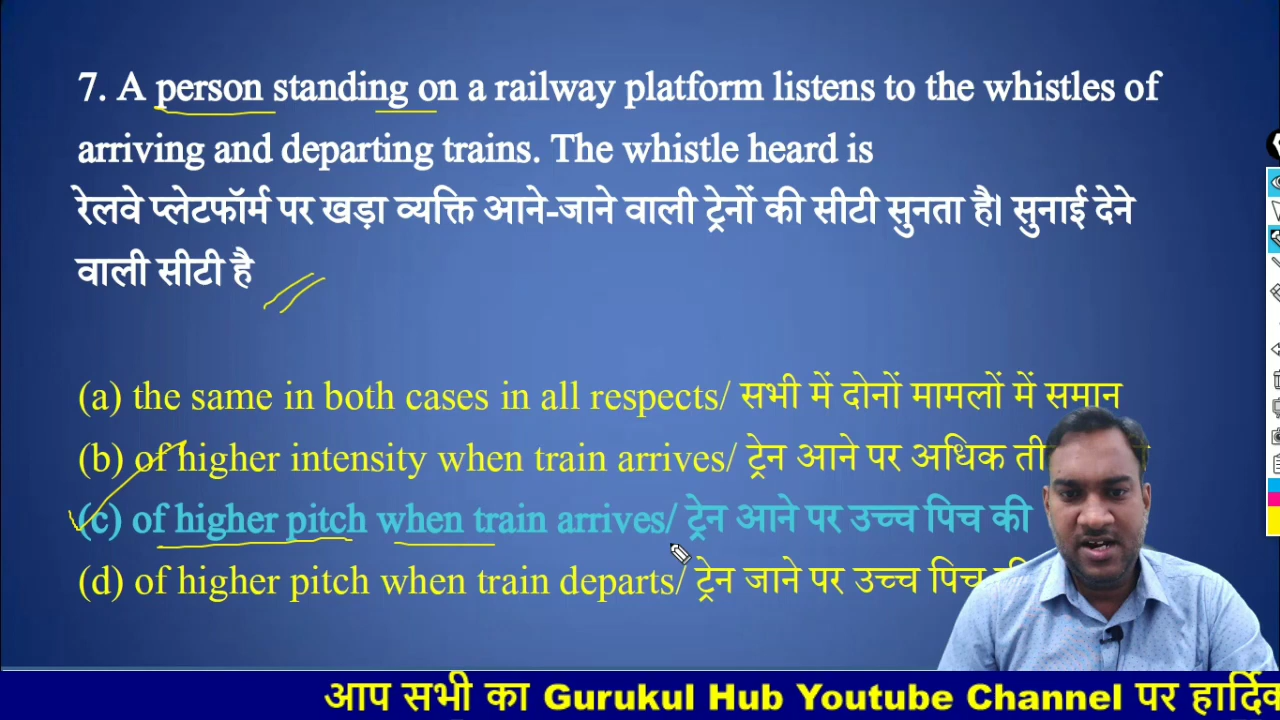 7. A person standing on a railway platform listens to the whistles of
arriving and departing trains. The whistle heard is
रेलवे प्लेटफॉर्म पर खड़ा व्यक्ति आने-जाने वाली ट्रेनों की सीटी सुनता है। सुनाई देने
वाली सीटी है
(a) the same in both cases in all respects/ सभी में दोनों मामलों में समान
(b) of higher intensity when train arrives/ ट्रेन आने पर अधिक
(c) of higher pitch when train arrives/ ट्रेन आने पर उच्च पिच की
(d) of higher pitch when train departs/ ट्रेन जाने पर उच्च पिच
आप सभी का Gurukul Hub Youtube Channel पर